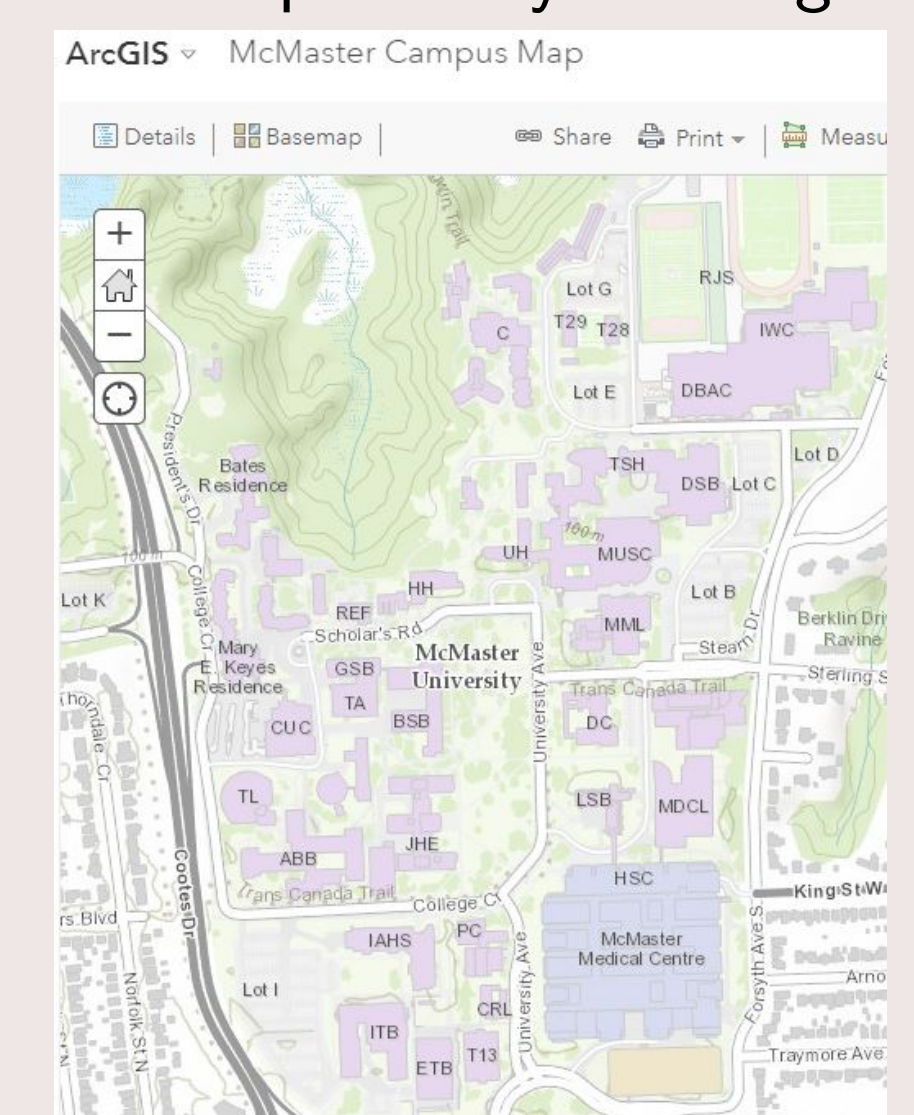 ArcGIS McMaster Campus Map
Details | Basemap | Share Print Measu
+
−
Lot G
RJS
T29 T28
IWC
C
Lot E
DBAC
President's Dr
Bates
Residence
TSH
Lot D
DSB Lot C
100 m
UH
MUSC
100 m
HH
Lot K
Lot B
College Cr
REF
MML
Berklin Dri
Ravine
Scholar's Rd
Stearn Dr
Mary
E Keyes
Residence
McMaster
University
GSB
Sterling S
Trans Canada Trail
University Ave
TA
BSB
DC
CUC
TL
LSB
MDCL
JHE
ABB
HSC
Trans Canada Trail
College Cr
King St W
Cootes Dr
rs Blvd
IAHS
PC
McMaster
Medical Centre
Forsyth Ave S
University Ave
Arno
Lot I
CRL
Norfolk St N
ITB
T13
ETB
Traymore Ave